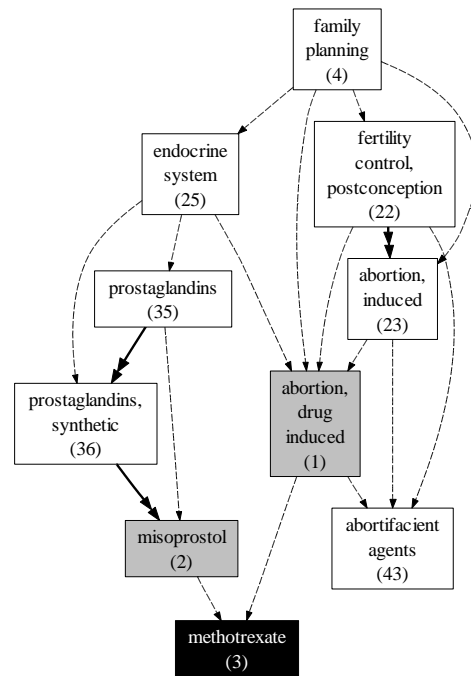 family
planning
(4)
endocrine
system
(25)
fertility
control,
postconception
(22)
prostaglandins
(35)
abortion,
induced
(23)
prostaglandins,
synthetic
(36)
abortion,
drug
induced
(1)
misoprostol
(2)
abortifacient
agents
(43)
methotrexate
(3)